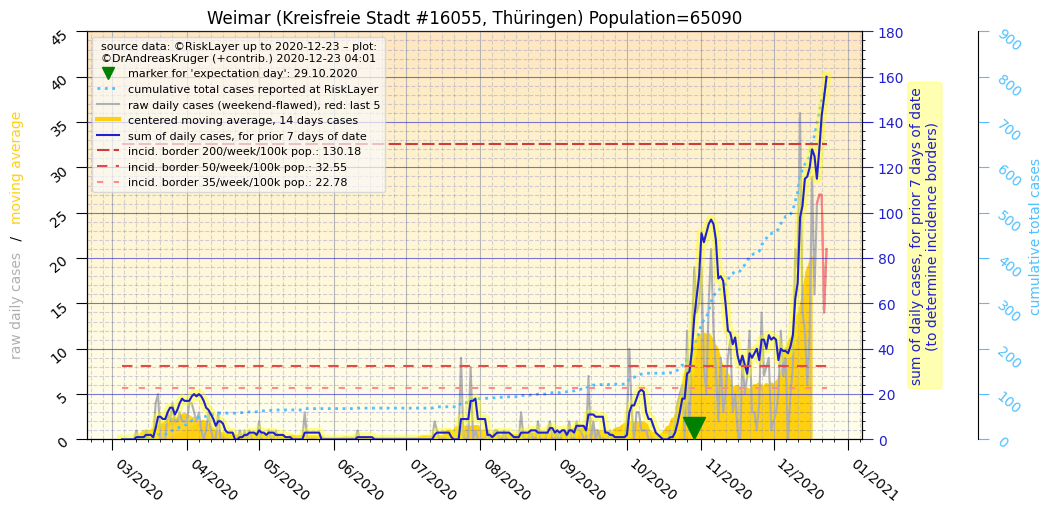 Weimar (Kreisfreie Stadt #16055, Thüringen) Population=65090
source data: ©RiskLayer up to 2020-12-23 – plot:
©DrAndreasKruger (+contrib.) 2020-12-23 04:01
marker for 'expectation day': 29.10.2020
cumulative total cases reported at RiskLayer
raw daily cases (weekend-flawed), red: last 5
centered moving average, 14 days cases
sum of daily cases, for prior 7 days of date
incid. border 200/week/100k pop.: 130.18
incid. border 50/week/100k pop.: 32.55
incid. border 35/week/100k pop.: 22.78
raw daily cases / moving average
45
40
35
30
25
20
15
10
5
0
180
160
140
120
100
80
60
40
20
0
sum of daily cases, for prior 7 days of date
(to determine incidence borders)
900
800
700
600
500
400
300
200
100
0
cumulative total cases
03/2020
04/2020
05/2020
06/2020
07/2020
08/2020
09/2020
10/2020
11/2020
12/2020
01/2021